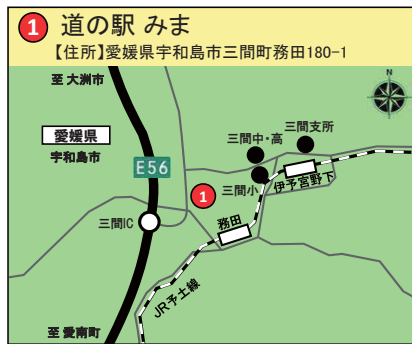 1 道の駅 みま
【住所】愛媛県宇和島市三間町務田180-1
至 大洲市
N
愛媛県
宇和島市
E56
三間中・高
三間支所
三間小
伊予宮野下
1
三間IC
務田
JR予土線
至 愛南町